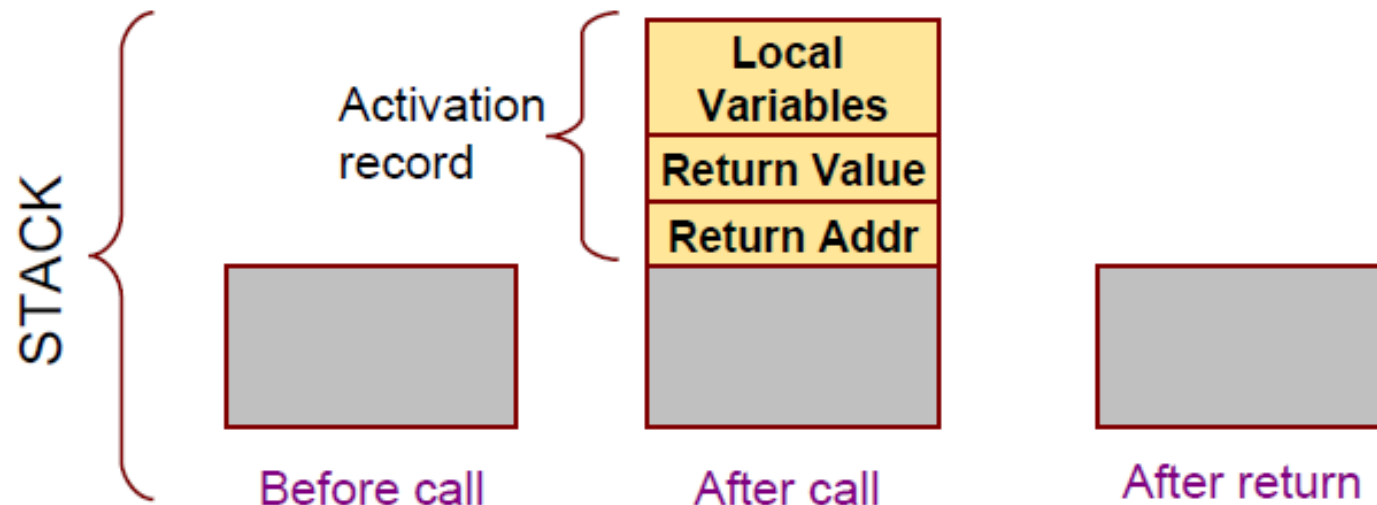 STACK
Activation
record
Local
Variables
Return Value
Return Addr
Before call
After call
After return